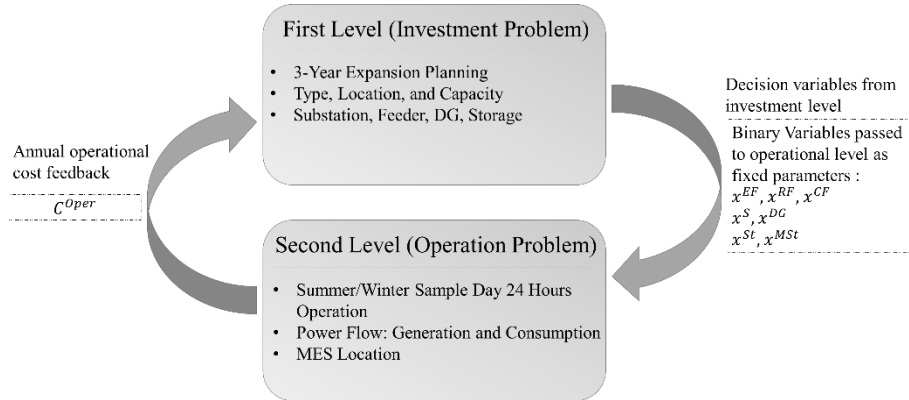 First Level (Investment Problem)
• 3-Year Expansion Planning
• Type, Location, and Capacity
• Substation, Feeder, DG, Storage
Decision variables from
investment level
Binary Variables passed
to operational level as
fixed parameters :
x^{EF}, x^{RF}, x^{CF}
x^{S}, x^{DG}
x^{St}, x^{MSt}
Annual operational
cost feedback
C^{Oper}
Second Level (Operation Problem)
• Summer/Winter Sample Day 24 Hours
Operation
• Power Flow: Generation and Consumption
• MES Location